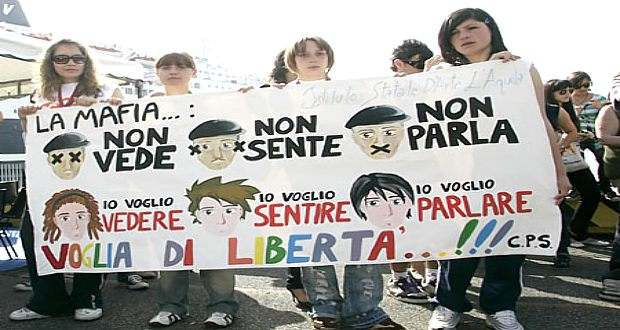 Istituto Statale D'Arte L'Aquila
LA MAFIA...:
NON VEDE
NON SENTE
NON PARLA
IO VOGLIO VEDERE
IO VOGLIO SENTIRE
IO VOGLIO PARLARE
VOGLIA DI LIBERTÀ...!!!
C.P.S.